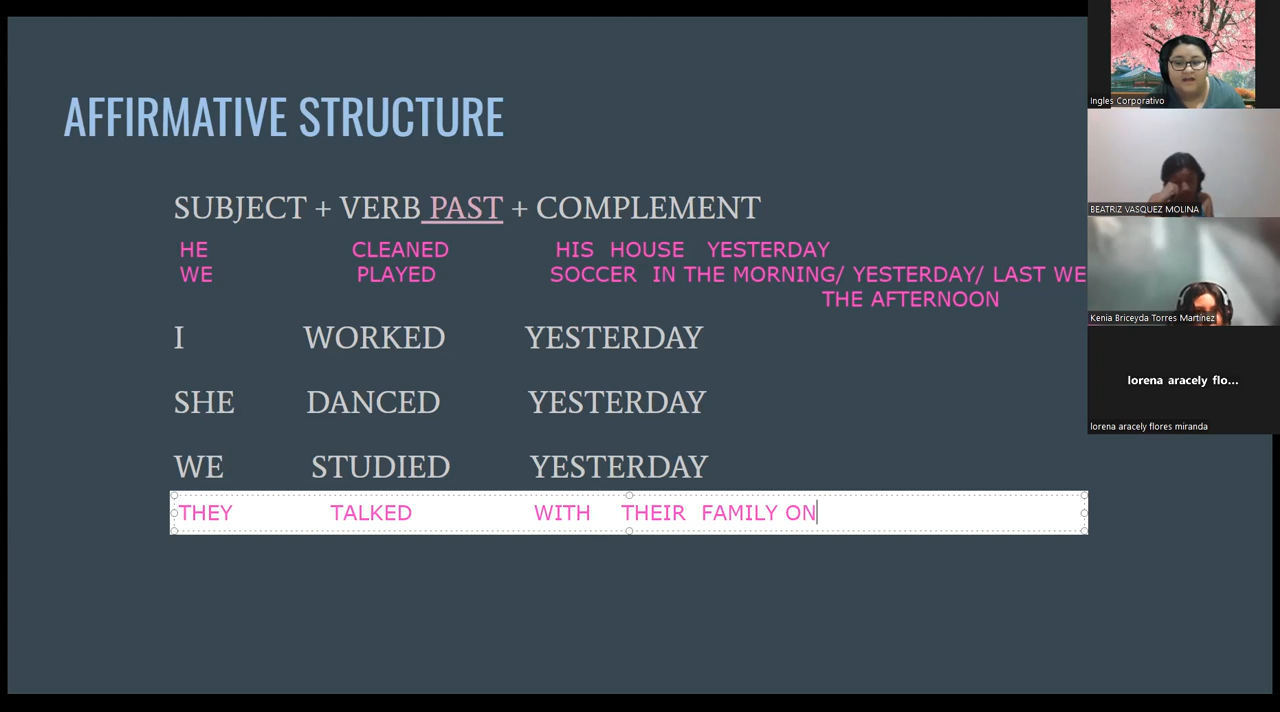 AFFIRMATIVE STRUCTURE
SUBJECT + VERB PAST + COMPLEMENT
HE CLEANED HIS HOUSE YESTERDAY
WE PLAYED SOCCER IN THE MORNING/ YESTERDAY/ LAST WE
THE AFTERNOON
I WORKED YESTERDAY
SHE DANCED YESTERDAY
WE STUDIED YESTERDAY
THEY TALKED WITH THEIR FAMILY ON
Ingles Corporativo
BEATRIZ VASQUEZ MOLINA
Kenia Briceyda Torres Martínez
lorena aracely flo...
lorena aracely flores miranda